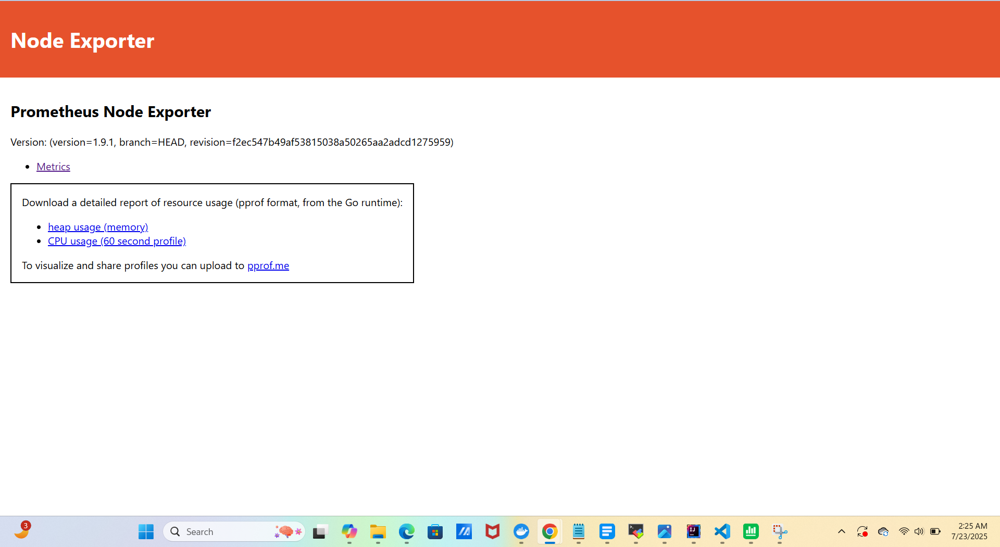 Node Exporter
Prometheus Node Exporter
Version: (version=1.9.1, branch=HEAD, revision=f2ec547b49af53815038a50265aa2adcd1275959)
Metrics
Download a detailed report of resource usage (pprof format, from the Go runtime):
heap usage (memory)
CPU usage (60 second profile)
To visualize and share profiles you can upload to pprof.me
3
Search
IJ
2:25 AM
7/23/2025